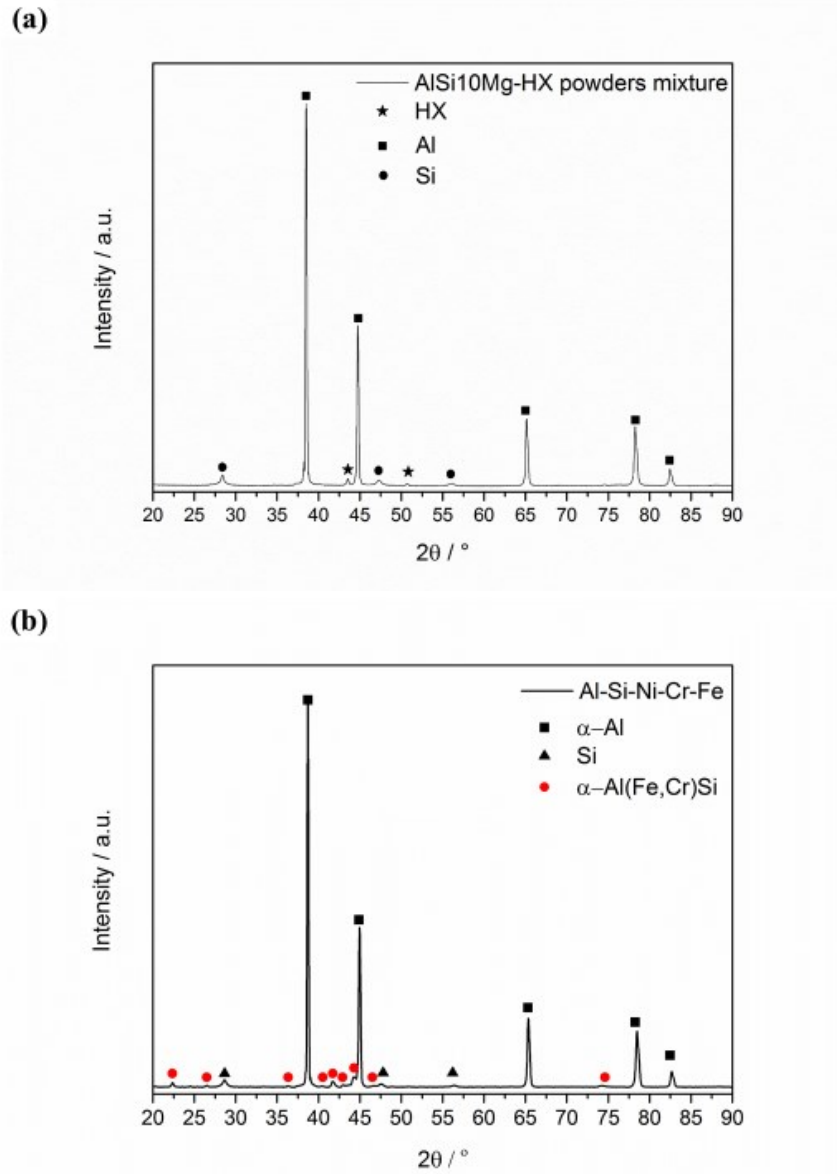 (a)
AlSi10Mg-HX powders mixture
HX
Al
Si
Intensity / a.u.
20 25 30 35 40 45 50 55 60 65 70 75 80 85 90
2θ / °
(b)
Al-Si-Ni-Cr-Fe
α–Al
Si
α–Al(Fe,Cr)Si
Intensity / a.u.
20 25 30 35 40 45 50 55 60 65 70 75 80 85 90
2θ / °